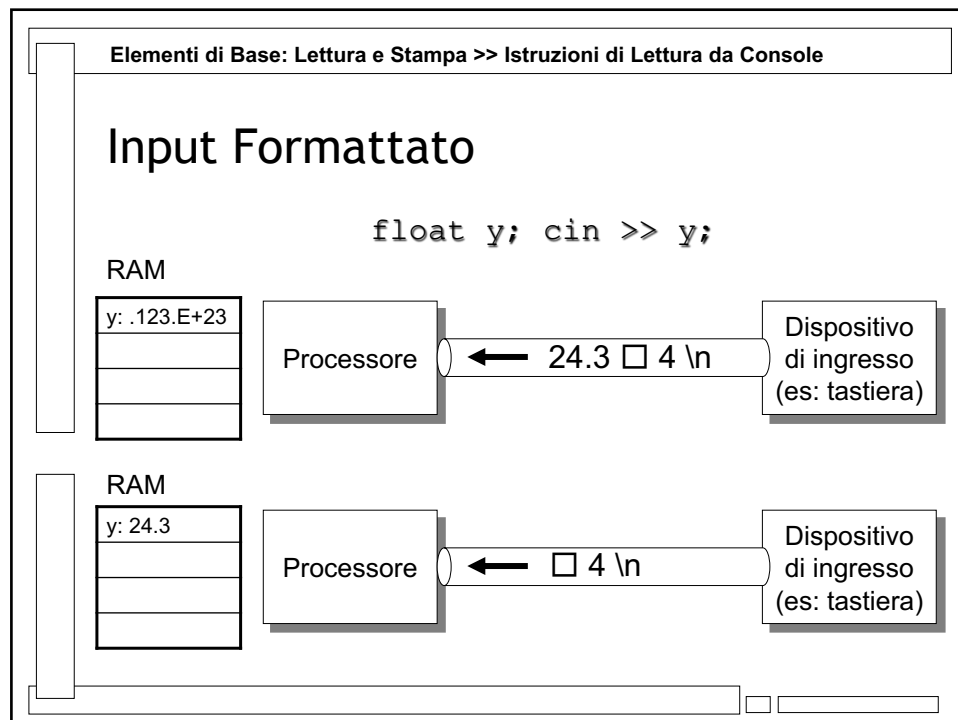 Elementi di Base: Lettura e Stampa >> Istruzioni di Lettura da Console
Input Formattato
float y; cin >> y;
RAM
y: .123.E+23
Processore
24.3 □ 4 \n
Dispositivo
di ingresso
(es: tastiera)
RAM
y: 24.3
Processore
□ 4 \n
Dispositivo
di ingresso
(es: tastiera)